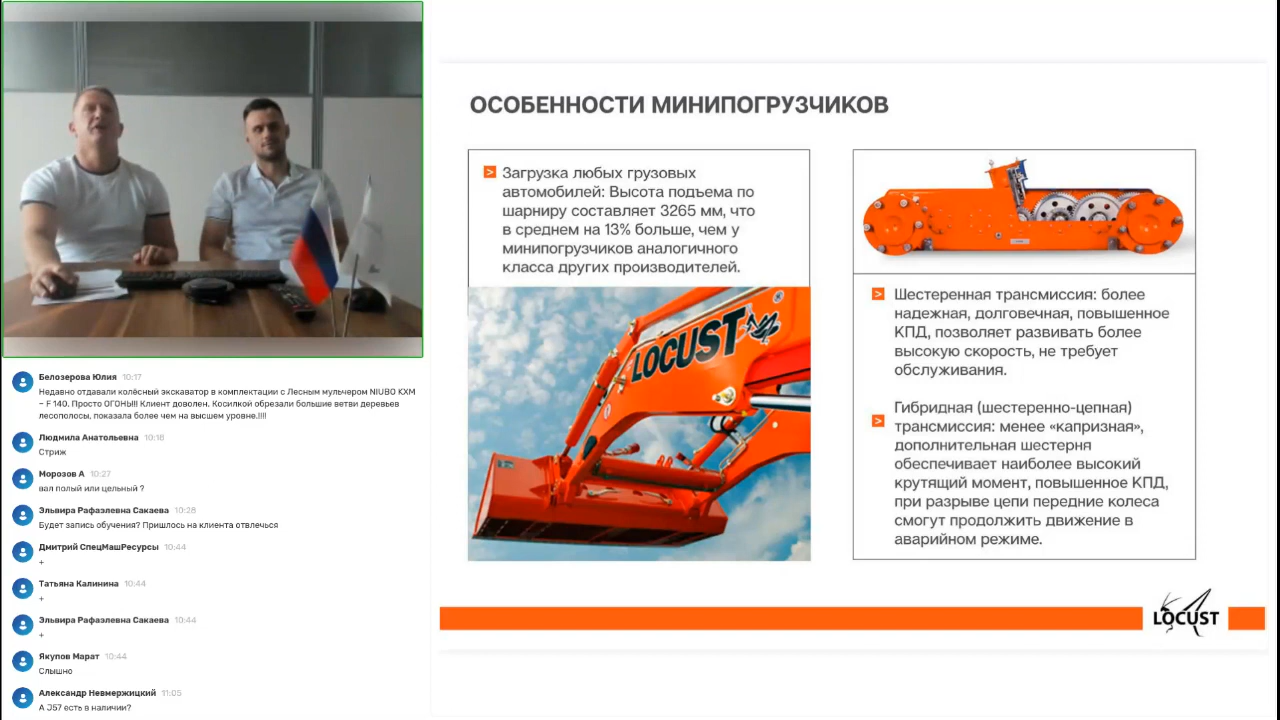 Белозерова Юлия 10:17
Недавно отдавали колёсный экскаватор в комплектации с Лесным мульчером NIUBO KXM
– F 140. Просто ОГОНЬ!!! Клиент доволен. Косилкой обрезали большие ветви деревьев
лесополосы, показала более чем на высшем уровне.!!!!
Людмила Анатольевна 10:18
Стриж
Морозов А 10:27
вал полый или цельный ?
Эльвира Рафаэлевна Сакаева 10:28
Будет запись обучения? Пришлось на клиента отвлечься
Дмитрий СпецМашРесурсы 10:44
+
Татьяна Калинина 10:44
+
Эльвира Рафаэлевна Сакаева 10:44
+
Якупов Марат 10:44
Слышно
Александр Невмержицкий 11:05
А J57 есть в наличии?
ОСОБЕННОСТИ МИНИПОГРУЗЧИКОВ
Загрузка любых грузовых
автомобилей: Высота подъема по
шарниру составляет 3265 мм, что
в среднем на 13% больше, чем у
минипогрузчиков аналогичного
класса других производителей.
LOCUST
Шестеренная трансмиссия: более
надежная, долговечная, повышенное
КПД, позволяет развивать более
высокую скорость, не требует
обслуживания.
Гибридная (шестеренно-цепная)
трансмиссия: менее «капризная»,
дополнительная шестерня
обеспечивает наиболее высокий
крутящий момент, повышенное КПД,
при разрыве цепи передние колеса
смогут продолжить движение в
аварийном режиме.
LOCUST